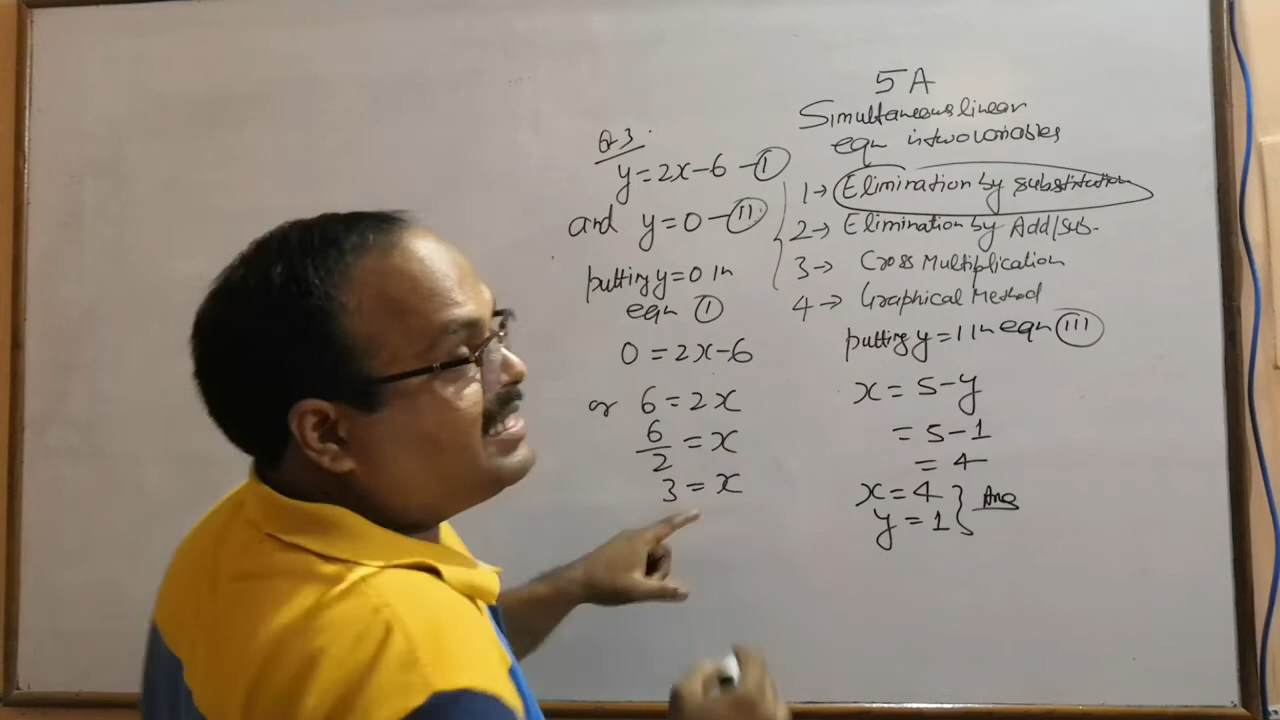 5A
Simultaneous linear
eqn in two variables
1→ Elimination by substitution
2→ Elimination by Add/sub-
3→ Cross Multiplication
4→ Graphical Method
Q3.
y=2x-6 -(I)
and y=0-(II)
putting y=0 in
eqn (I)
0=2x-6
or 6=2x
6/2 = x
3=x
putting y=1 in eqn (III)
x=5-y
=5-1
=4
x=4
y=1 } Ans